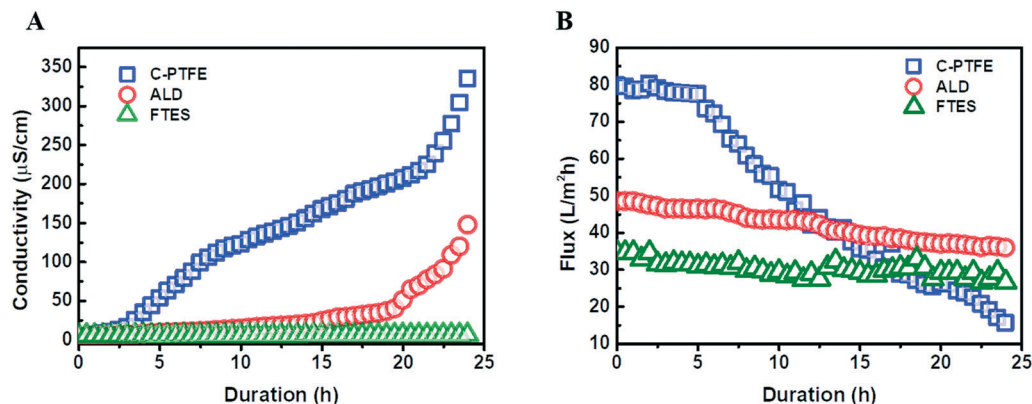 A
Conductivity (μS/cm)
350
300
250
200
150
100
50
0
C-PTFE
ALD
FTES
0 5 10 15 20 25
Duration (h)
B
Flux (L/m²h)
90
80
70
60
50
40
30
20
10
C-PTFE
ALD
FTES
0 5 10 15 20 25
Duration (h)